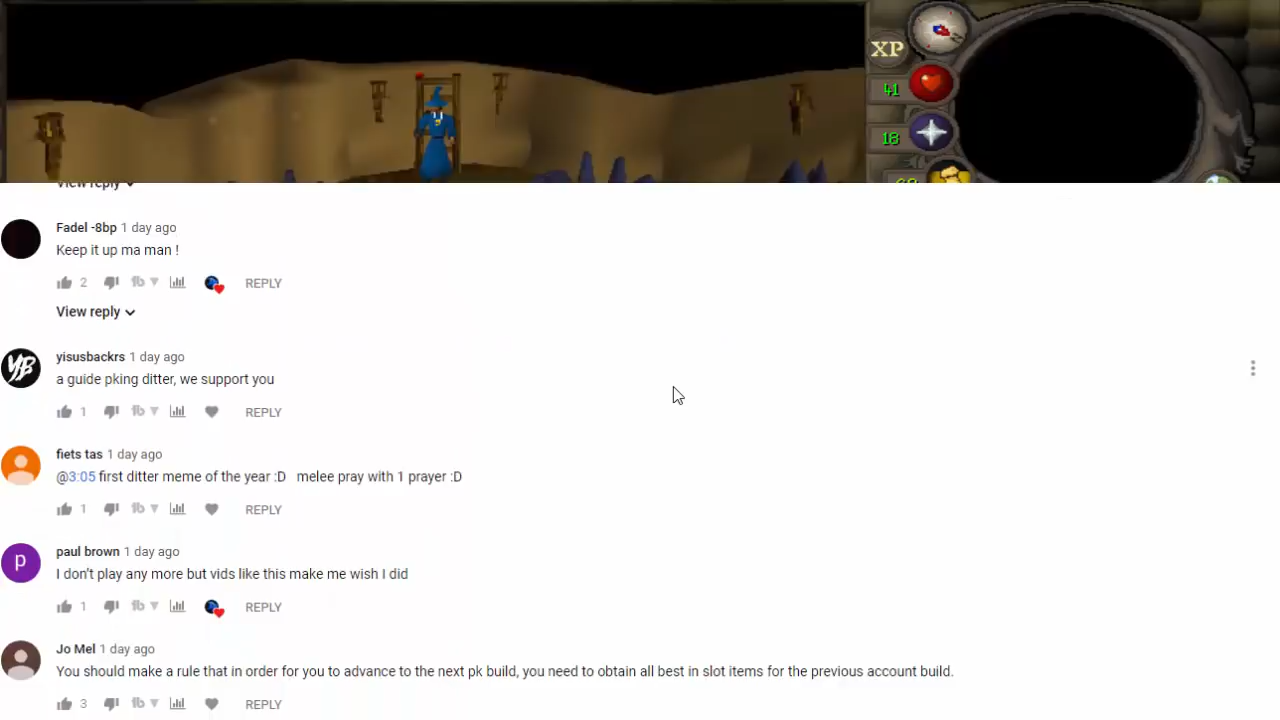 XP
41
18
View reply
Fadel -8bp 1 day ago
Keep it up ma man !
2 REPLY
View reply
yisusbackrs 1 day ago
a guide pking ditter, we support you
1 REPLY
fiets tas 1 day ago
@3:05 first ditter meme of the year :D melee pray with 1 prayer :D
1 REPLY
p
paul brown 1 day ago
I don't play any more but vids like this make me wish I did
1 REPLY
Jo Mel 1 day ago
You should make a rule that in order for you to advance to the next pk build, you need to obtain all best in slot items for the previous account build.
3 REPLY